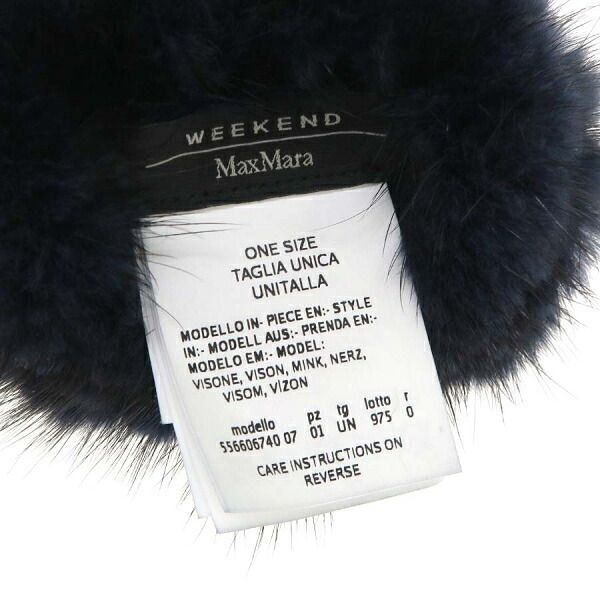 WEEKEND
MaxMara
ONE SIZE
TAGLIA UNICA
UNITALLA
MODELLO IN- PIECE EN:- STYLE
IN:- MODELL AUS:- PRENDA EN:-
MODELO EM:- MODEL:
VISONE, VISON, MINK, NERZ,
VISOM, VİZON
modello pz tg lotto r
556606740 07 01 UN 975 0
CARE INSTRUCTIONS ON
REVERSE